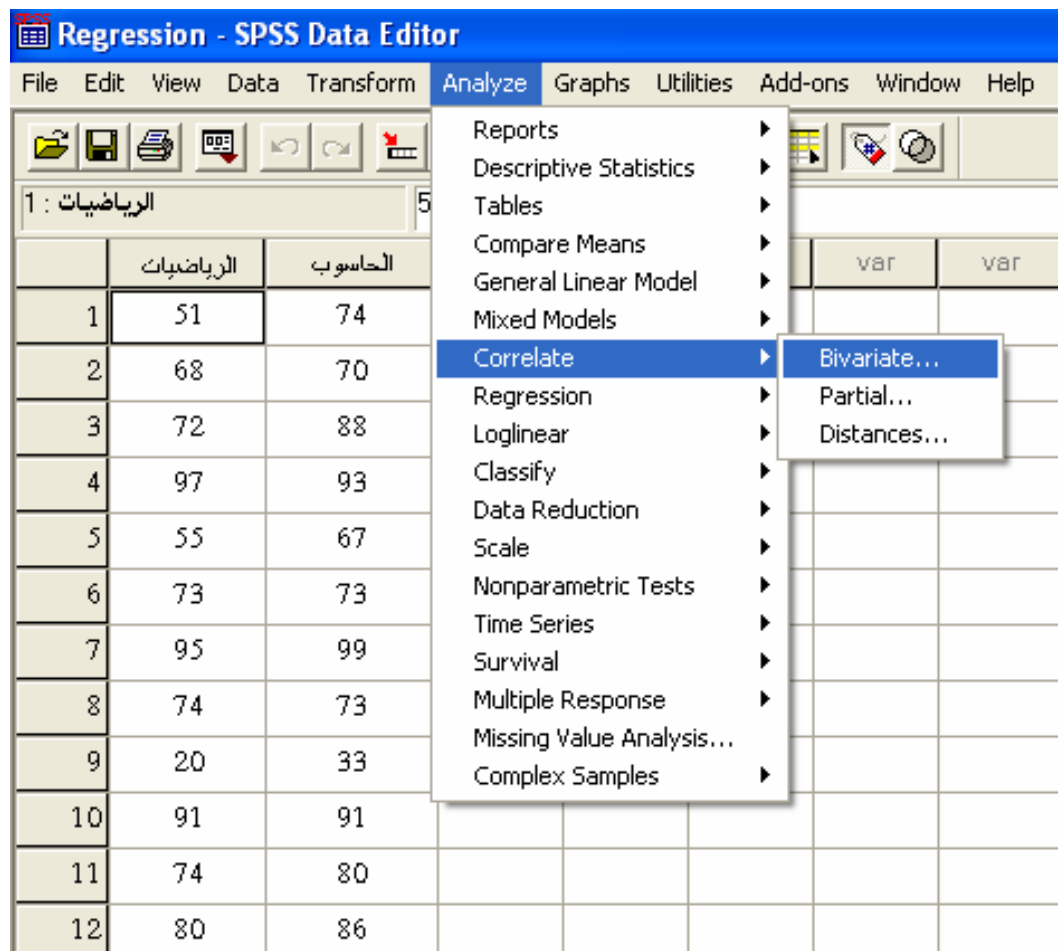 SPSS
Regression - SPSS Data Editor
File Edit View Data Transform Analyze Graphs Utilities Add-ons Window Help
1 : الرياضيات 5
الرياضيات الحاسوب var var
1 51 74
2 68 70
3 72 88
4 97 93
5 55 67
6 73 73
7 95 99
8 74 73
9 20 33
10 91 91
11 74 80
12 80 86
Reports
Descriptive Statistics
Tables
Compare Means
General Linear Model
Mixed Models
Correlate
Regression
Loglinear
Classify
Data Reduction
Scale
Nonparametric Tests
Time Series
Survival
Multiple Response
Missing Value Analysis...
Complex Samples
Bivariate...
Partial...
Distances...